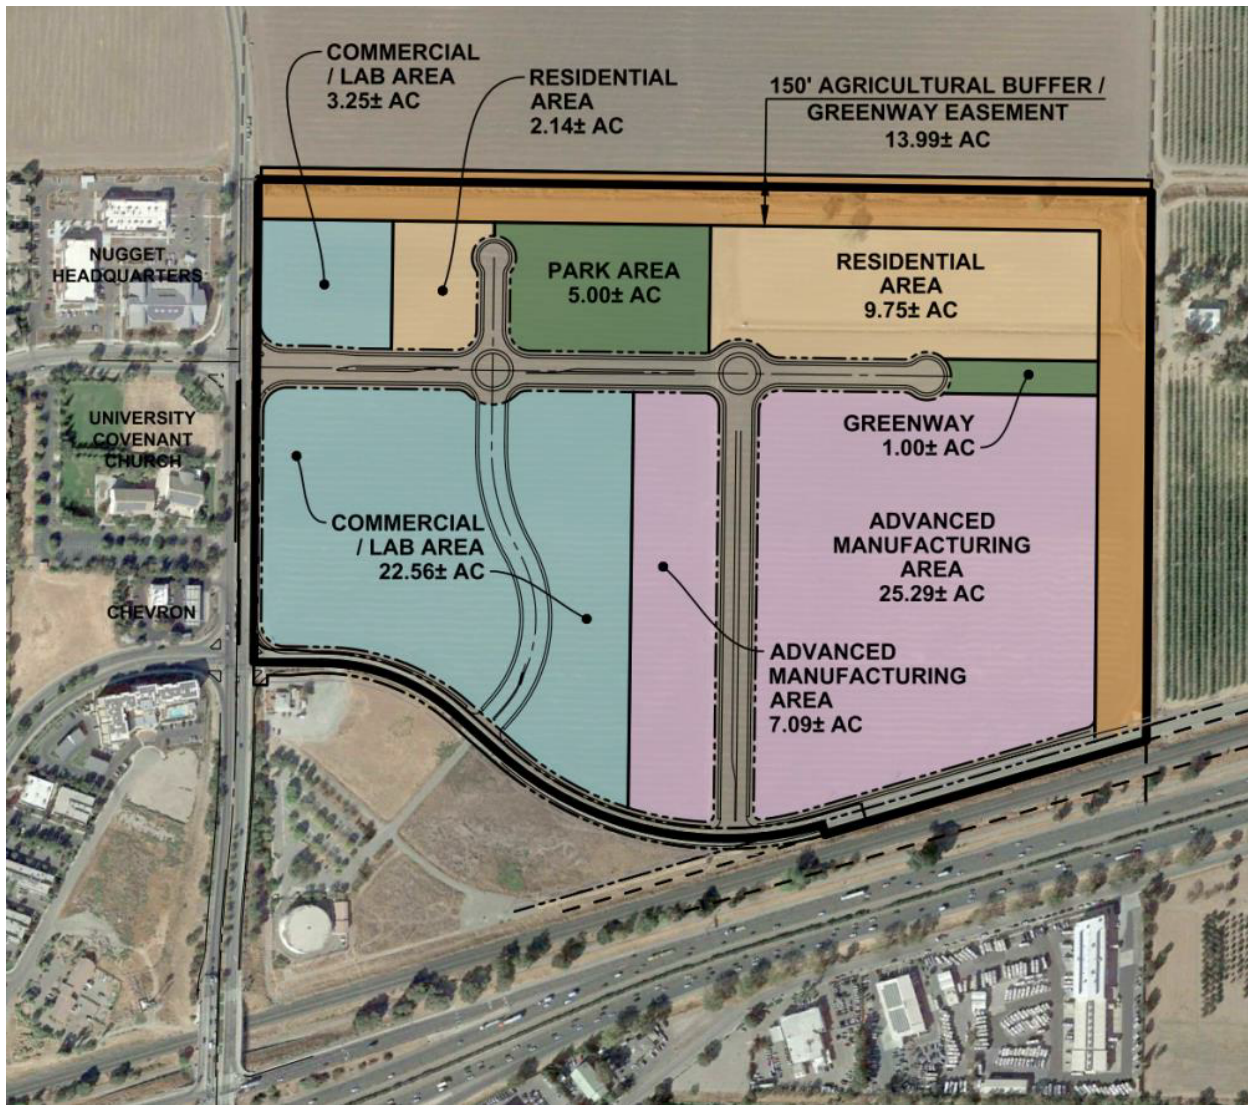 COMMERCIAL
/ LAB AREA
3.25± AC
RESIDENTIAL
AREA
2.14± AC
150' AGRICULTURAL BUFFER /
GREENWAY EASEMENT
13.99± AC
NUGGET
HEADQUARTERS
PARK AREA
5.00± AC
RESIDENTIAL
AREA
9.75± AC
UNIVERSITY
COVENANT
CHURCH
GREENWAY
1.00± AC
COMMERCIAL
/ LAB AREA
22.56± AC
ADVANCED
MANUFACTURING
AREA
25.29± AC
CHEVRON
ADVANCED
MANUFACTURING
AREA
7.09± AC